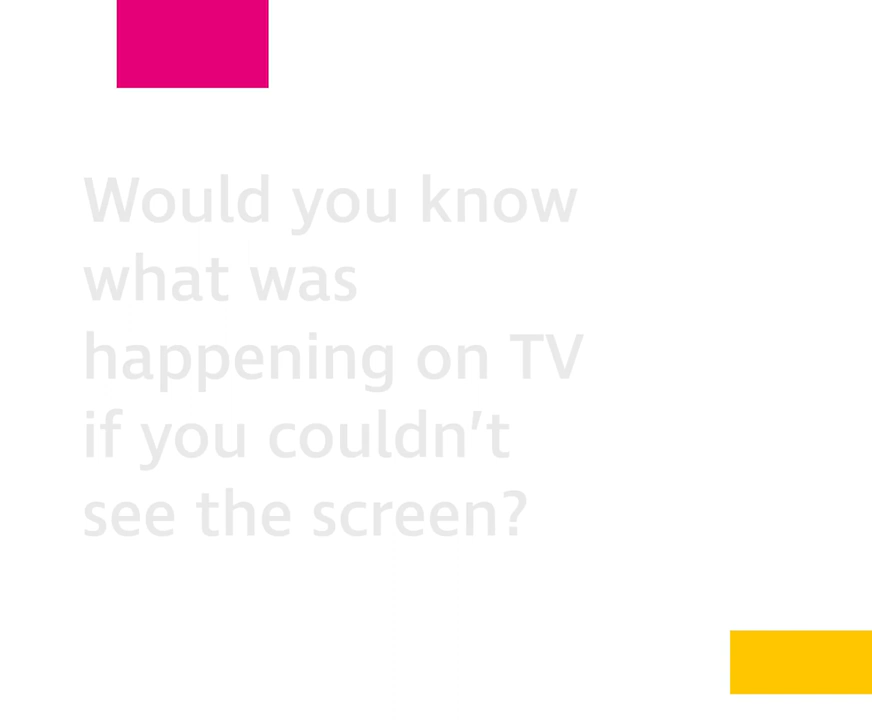 Would you know
what was
happening on TV
if you couldn’t
see the screen?